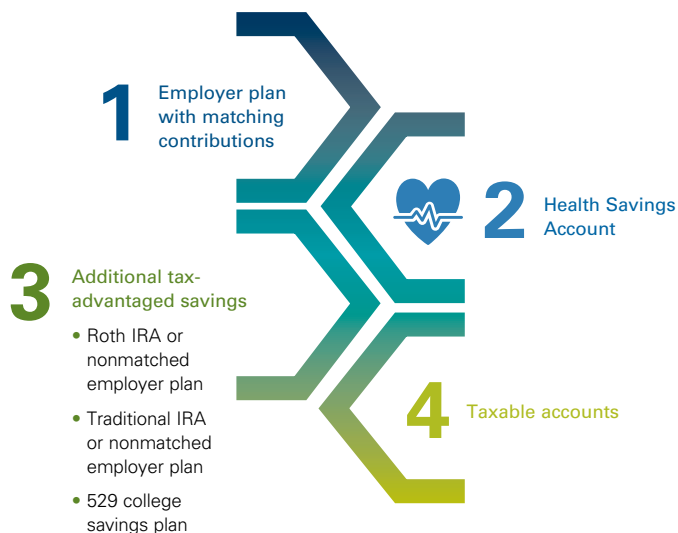 1
Employer plan
with matching
contributions
2
Health Savings
Account
3
Additional tax-
advantaged savings
• Roth IRA or
nonmatched
employer plan
• Traditional IRA
or nonmatched
employer plan
• 529 college
savings plan
4
Taxable accounts